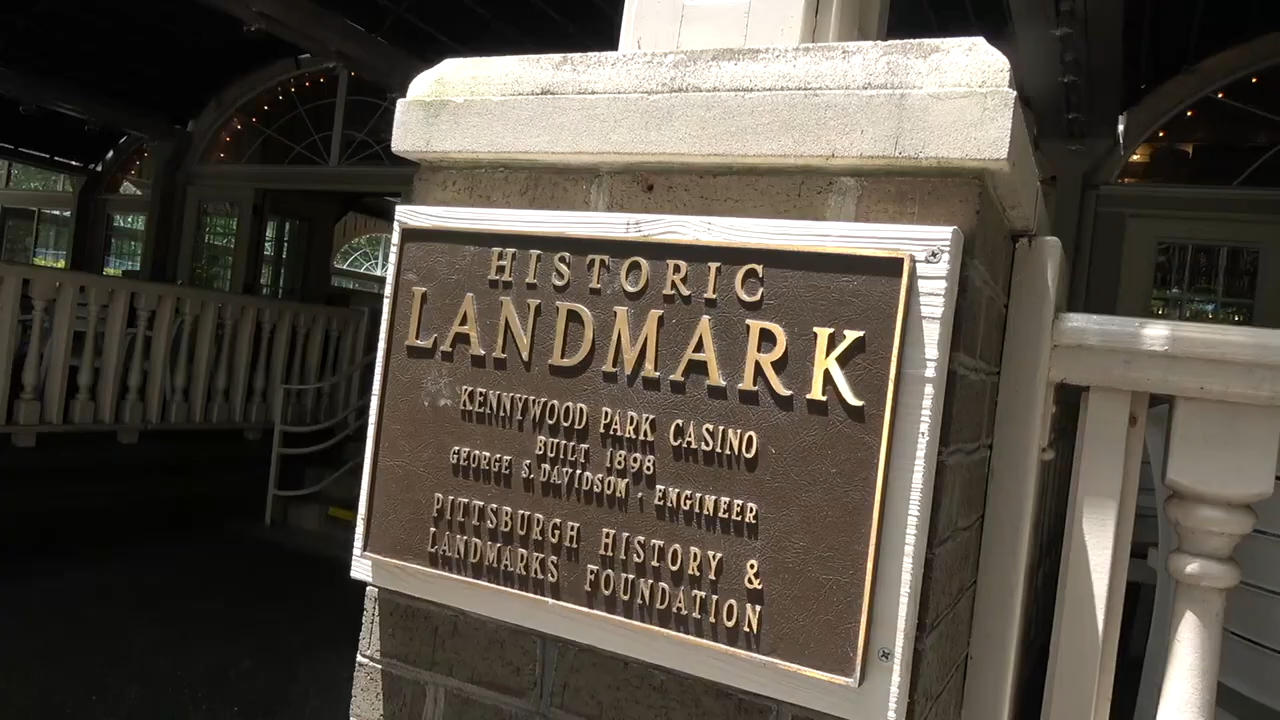 HISTORIC
LANDMARK
KENNYWOOD PARK CASINO
BUILT 1898
GEORGE S. DAVIDSON · ENGINEER
PITTSBURGH HISTORY &
LANDMARKS FOUNDATION